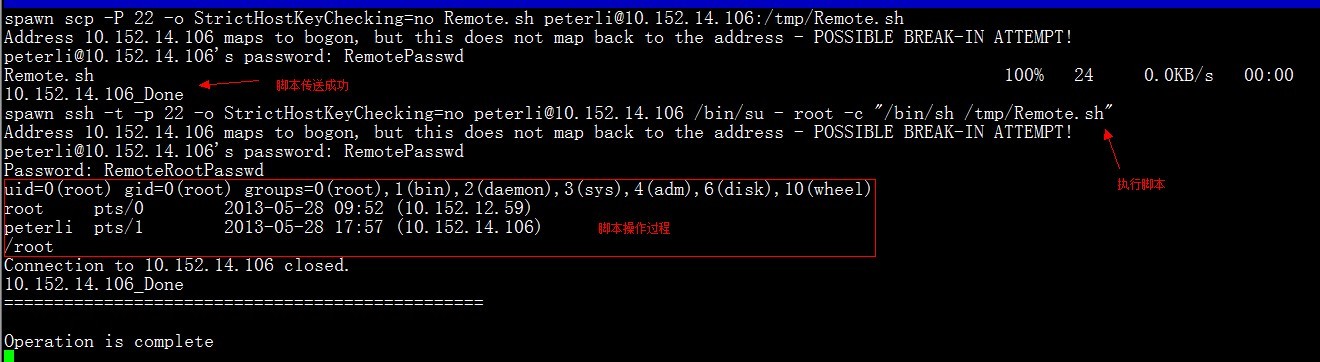 spawn scp -P 22 -o StrictHostKeyChecking=no Remote.sh peterli@10.152.14.106:/tmp/Remote.sh
Address 10.152.14.106 maps to bogon, but this does not map back to the address - POSSIBLE BREAK-IN ATTEMPT!
peterli@10.152.14.106's password: RemotePasswd
Remote.sh 100% 24 0.0KB/s 00:00
脚本传送成功
10.152.14.106_Done
spawn ssh -t -p 22 -o StrictHostKeyChecking=no peterli@10.152.14.106 /bin/su - root -c "/bin/sh /tmp/Remote.sh"
Address 10.152.14.106 maps to bogon, but this does not map back to the address - POSSIBLE BREAK-IN ATTEMPT!
peterli@10.152.14.106's password: RemotePasswd
Password: RemoteRootPasswd
执行脚本
uid=0(root) gid=0(root) groups=0(root),1(bin),2(daemon),3(sys),4(adm),6(disk),10(wheel)
root pts/0 2013-05-28 09:52 (10.152.12.59)
peterli pts/1 2013-05-28 17:57 (10.152.14.106)
脚本操作过程
/root
Connection to 10.152.14.106 closed.
10.152.14.106_Done
================================================
Operation is complete